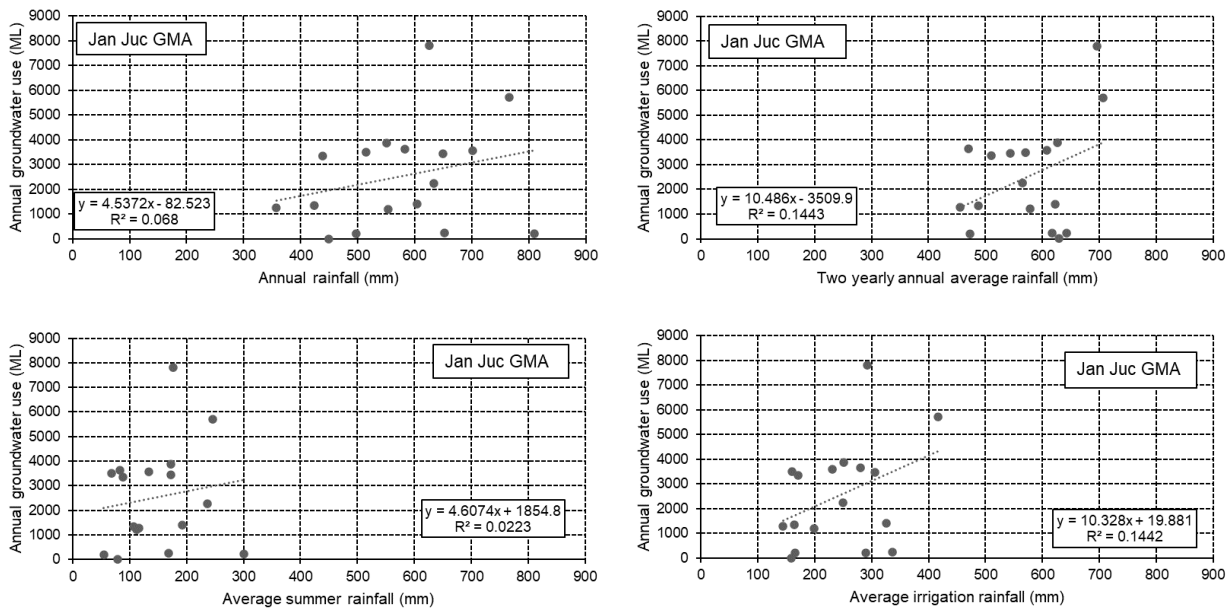 Annual groundwater use (ML)
9000
8000
7000
6000
5000
4000
3000
2000
1000
0
Jan Juc GMA
y = 4.5372x - 82.523
R² = 0.068
0 100 200 300 400 500 600 700 800 900
Annual rainfall (mm)
Annual groundwater use (ML)
9000
8000
7000
6000
5000
4000
3000
2000
1000
0
Jan Juc GMA
y = 10.486x - 3509.9
R² = 0.1443
0 100 200 300 400 500 600 700 800 900
Two yearly annual average rainfall (mm)
Annual groundwater use (ML)
9000
8000
7000
6000
5000
4000
3000
2000
1000
0
Jan Juc GMA
y = 4.6074x + 1854.8
R² = 0.0223
0 100 200 300 400 500 600 700 800 900
Average summer rainfall (mm)
Annual groundwater use (ML)
9000
8000
7000
6000
5000
4000
3000
2000
1000
0
Jan Juc GMA
y = 10.328x + 19.881
R² = 0.1442
0 100 200 300 400 500 600 700 800 900
Average irrigation rainfall (mm)